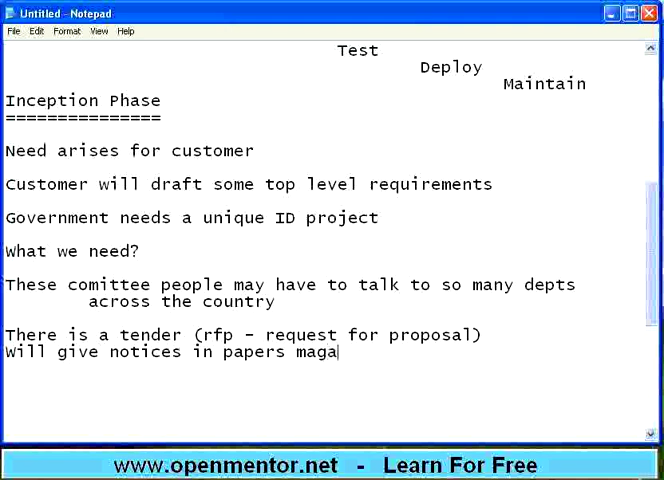 Untitled - Notepad
File Edit Format View Help
Test
Deploy
Maintain
Inception Phase
===============
Need arises for customer
Customer will draft some top level requirements
Government needs a unique ID project
What we need?
These comittee people may have to talk to so many depts
across the country
There is a tender (rfp - request for proposal)
Will give notices in papers maga
www.openmentor.net - Learn For Free